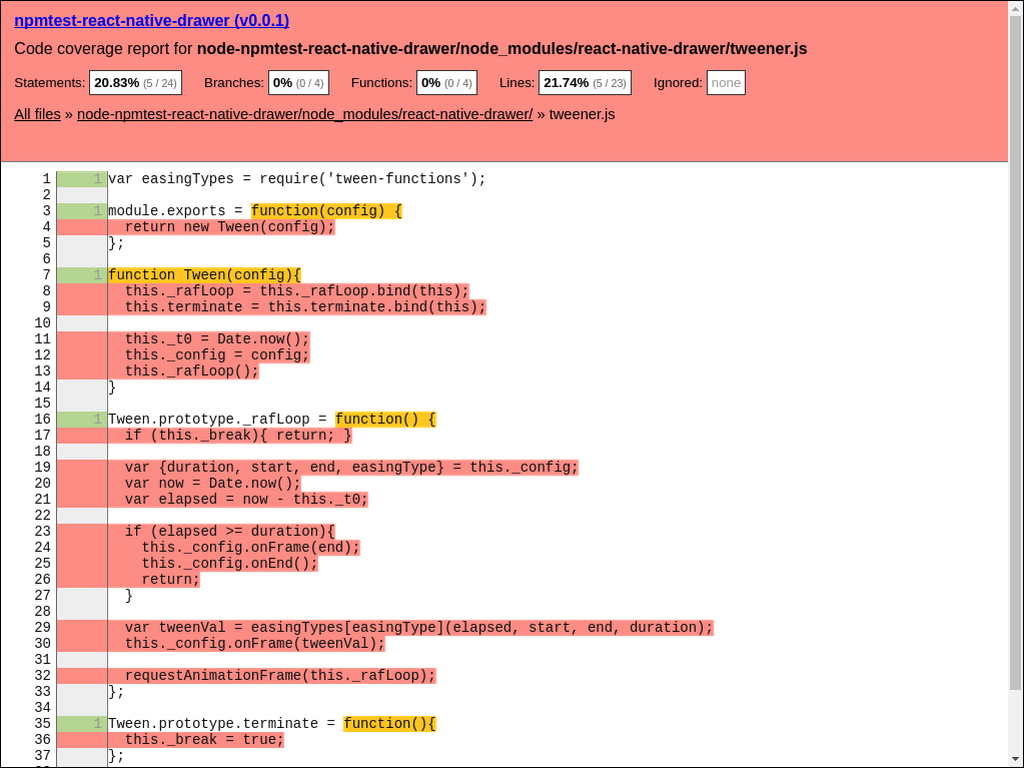 npmtest-react-native-drawer (v0.0.1)
Code coverage report for node-npmtest-react-native-drawer/node_modules/react-native-drawer/tweener.js
Statements: 20.83% (5 / 24) Branches: 0% (0 / 4) Functions: 0% (0 / 4) Lines: 21.74% (5 / 23) Ignored: none
All files » node-npmtest-react-native-drawer/node_modules/react-native-drawer/ » tweener.js
1 1 var easingTypes = require('tween-functions');
2
3 1 module.exports = function(config) {
4 return new Tween(config);
5 };
6
7 1 function Tween(config){
8 this._rafLoop = this._rafLoop.bind(this);
9 this.terminate = this.terminate.bind(this);
10
11 this._t0 = Date.now();
12 this._config = config;
13 this._rafLoop();
14 }
15
16 1 Tween.prototype._rafLoop = function() {
17 if (this._break){ return; }
18
19 var {duration, start, end, easingType} = this._config;
20 var now = Date.now();
21 var elapsed = now - this._t0;
22
23 if (elapsed >= duration){
24 this._config.onFrame(end);
25 this._config.onEnd();
26 return;
27 }
28
29 var tweenVal = easingTypes[easingType](elapsed, start, end, duration);
30 this._config.onFrame(tweenVal);
31
32 requestAnimationFrame(this._rafLoop);
33 };
34
35 1 Tween.prototype.terminate = function(){
36 this._break = true;
37 };